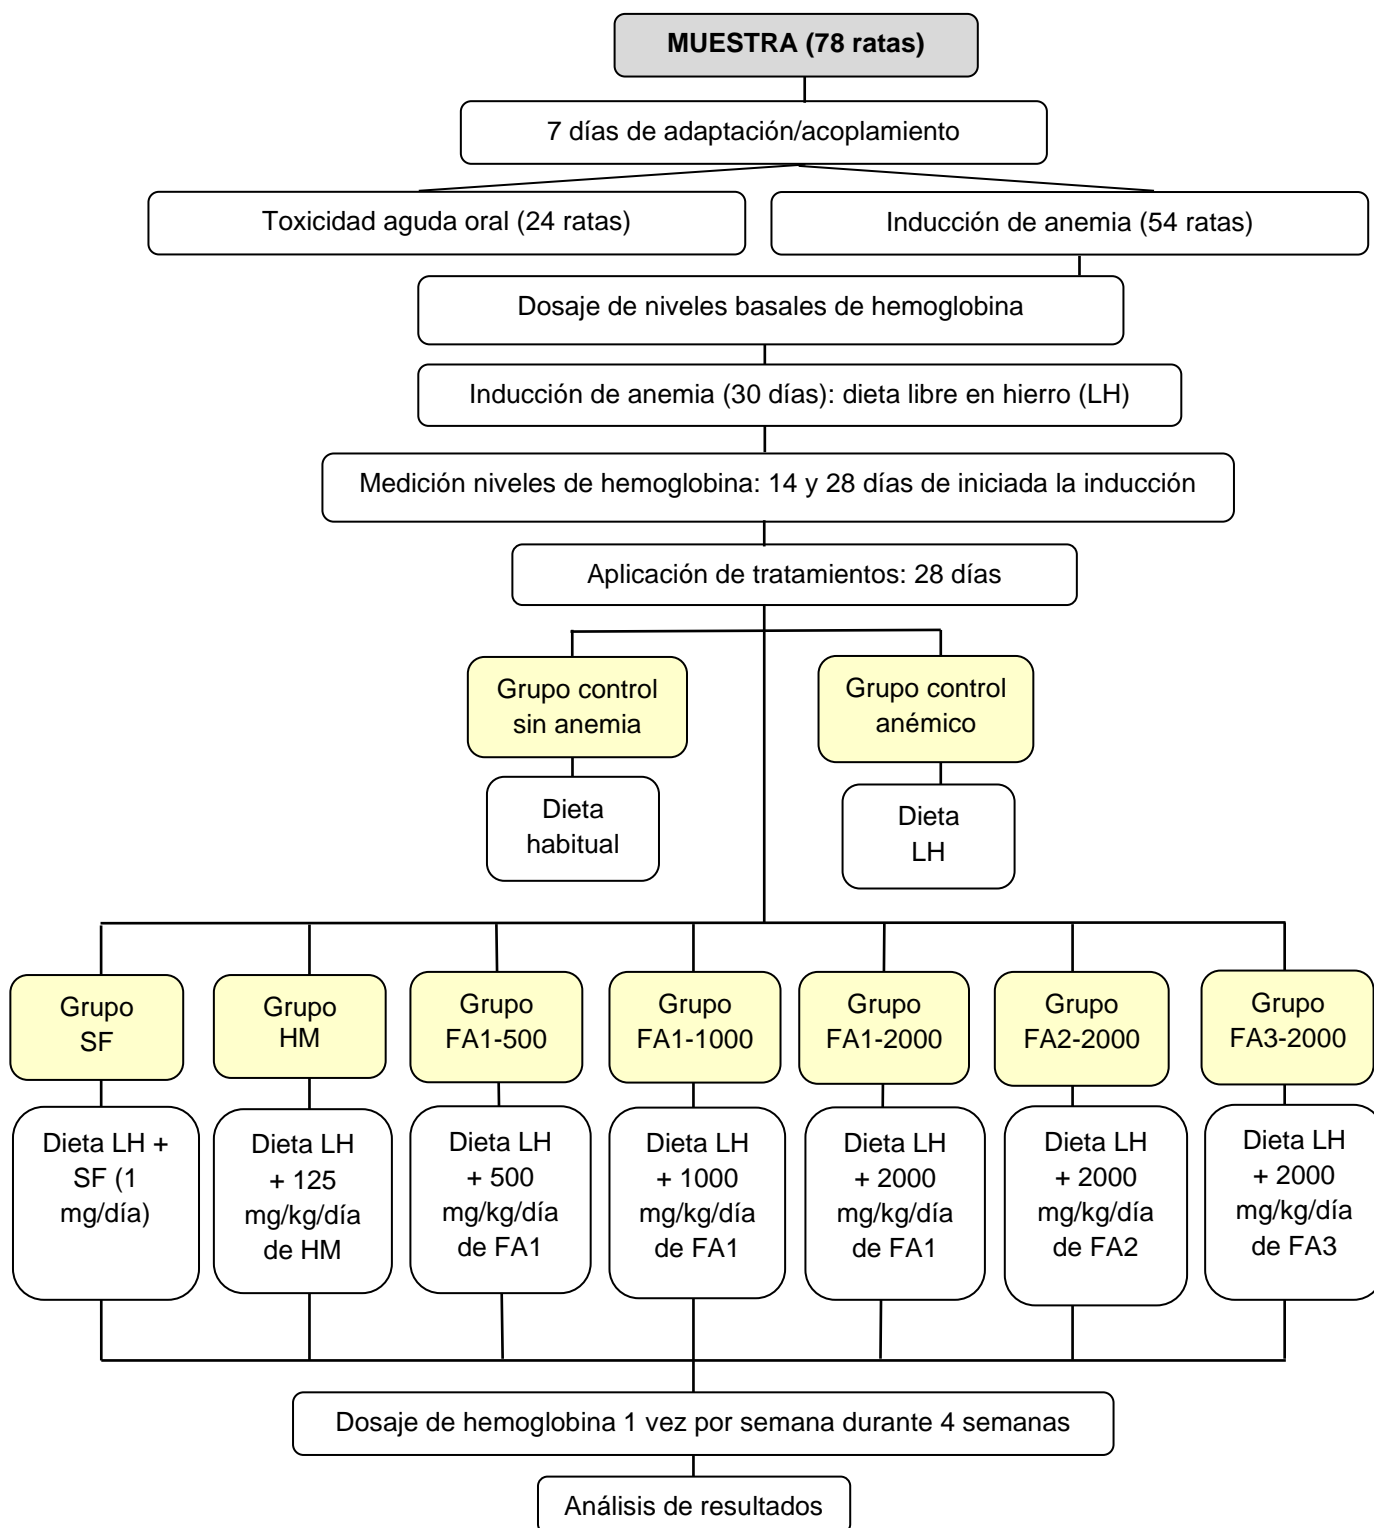 MUESTRA (78 ratas)
7 días de adaptación/acoplamiento
Toxicidad aguda oral (24 ratas)
Inducción de anemia (54 ratas)
Dosaje de niveles basales de hemoglobina
Inducción de anemia (30 días): dieta libre en hierro (LH)
Medición niveles de hemoglobina: 14 y 28 días de iniciada la inducción
Aplicación de tratamientos: 28 días
Grupo control
sin anemia
Grupo control
anémico
Dieta
habitual
Dieta
LH
Grupo
SF
Grupo
HM
Grupo
FA1-500
Grupo
FA1-1000
Grupo
FA1-2000
Grupo
FA2-2000
Grupo
FA3-2000
Dieta LH +
SF (1
mg/día)
Dieta LH
+ 125
mg/kg/día
de HM
Dieta LH
+ 500
mg/kg/día
de FA1
Dieta LH
+ 1000
mg/kg/día
de FA1
Dieta LH
+ 2000
mg/kg/día
de FA1
Dieta LH
+ 2000
mg/kg/día
de FA2
Dieta LH
+ 2000
mg/kg/día
de FA3
Dosaje de hemoglobina 1 vez por semana durante 4 semanas
Análisis de resultados